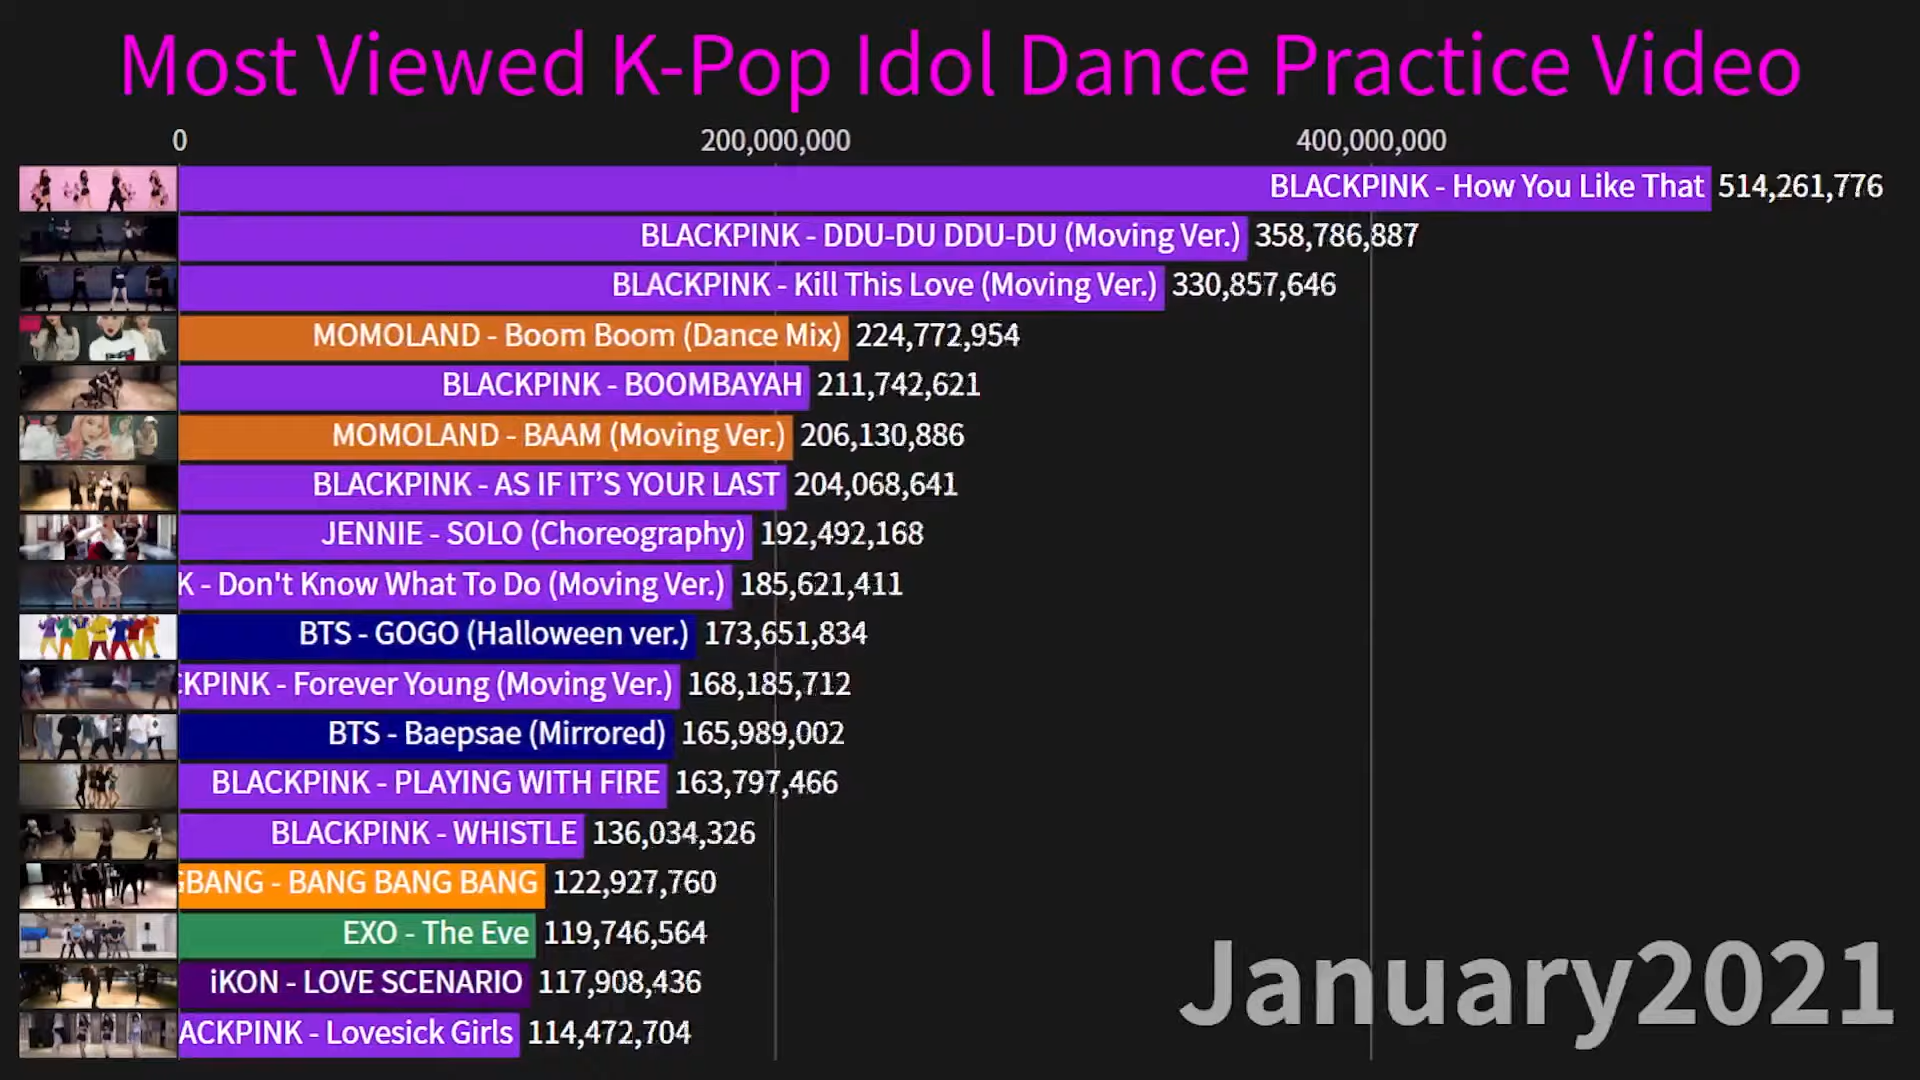 Most Viewed K-Pop Idol Dance Practice Video
0 200,000,000 400,000,000
BLACKPINK - How You Like That 514,261,776
BLACKPINK - DDU-DU DDU-DU (Moving Ver.) 358,786,887
BLACKPINK - Kill This Love (Moving Ver.) 330,857,646
MOMOLAND - Boom Boom (Dance Mix) 224,772,954
BLACKPINK - BOOMBAYAH 211,742,621
MOMOLAND - BAAM (Moving Ver.) 206,130,886
BLACKPINK - AS IF IT’S YOUR LAST 204,068,641
JENNIE - SOLO (Choreography) 192,492,168
K - Don't Know What To Do (Moving Ver.) 185,621,411
BTS - GOGO (Halloween ver.) 173,651,834
CKPINK - Forever Young (Moving Ver.) 168,185,712
BTS - Baepsae (Mirrored) 165,989,002
BLACKPINK - PLAYING WITH FIRE 163,797,466
BLACKPINK - WHISTLE 136,034,326
GBANG - BANG BANG BANG 122,927,760
EXO - The Eve 119,746,564
iKON - LOVE SCENARIO 117,908,436
ACKPINK - Lovesick Girls 114,472,704
January2021